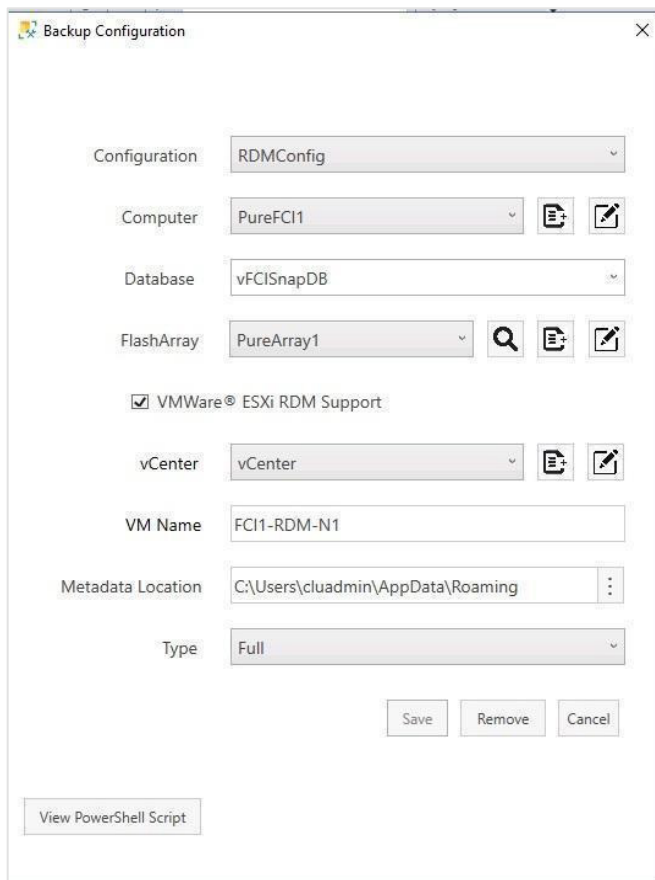 Backup Configuration
Configuration RDMConfig
Computer PureFCI1
Database vFCISnapDB
FlashArray PureArray1
VMWare® ESXi RDM Support
vCenter vCenter
VM Name FCI1-RDM-N1
Metadata Location C:\Users\cluadmin\AppData\Roaming
Type Full
Save Remove Cancel
View PowerShell Script